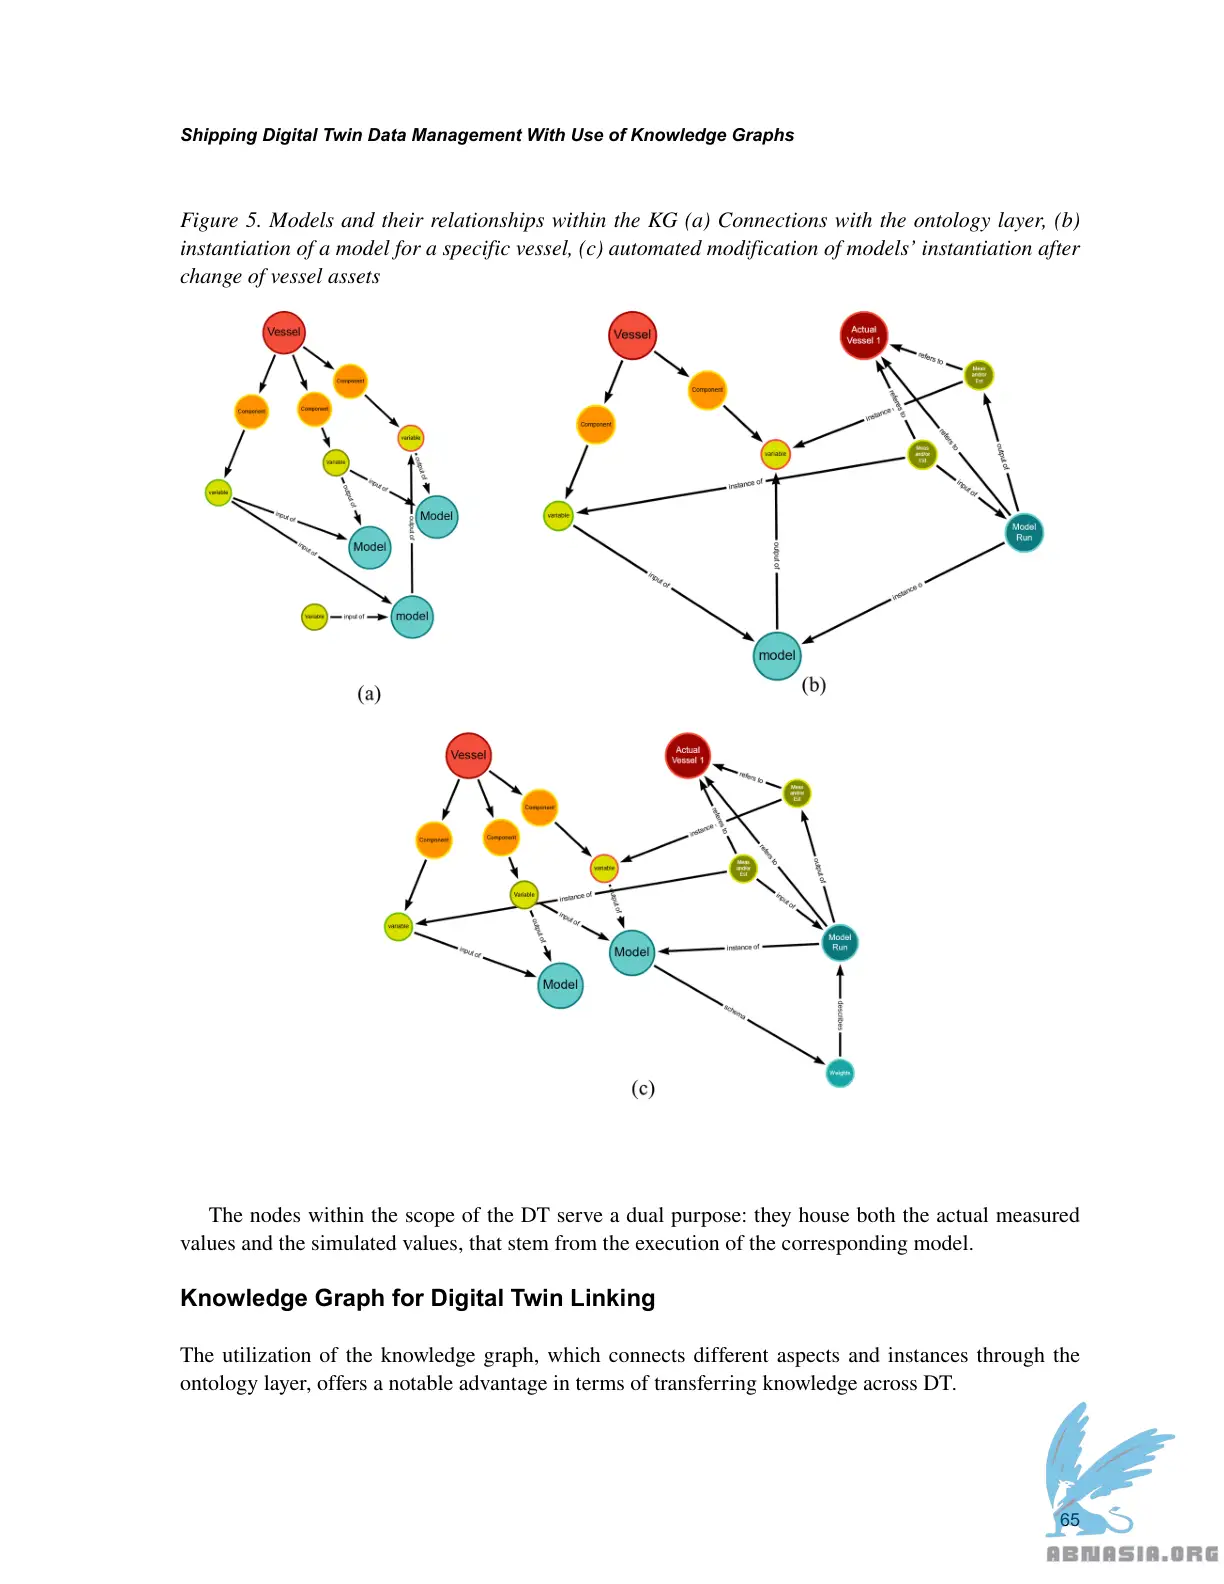 Shipping Digital Twin Data Management With Use of Knowledge Graphs
Figure 5. Models and their relationships within the KG (a) Connections with the ontology layer, (b)
instantiation of a model for a specific vessel, (c) automated modification of models' instantiation after
change of vessel assets
Vessel
Component
Component
Component
variable
variable
variable
output of
input of
output of
output of
Model
Model
input of
input of
Variable
input of
model
(a)
Vessel
Component
Component
variable
variable
input of
output of
model
Actual
Vessel 1
refers to
Meas
and/or
Est
instance
referes to
refers to
Meas
and/or
Est
instance of
input of
output of
Model
Run
instance o
(b)
Vessel
Component
Component
Component
variable
Variable
variable
instance of
output of
input of
output of
input of
Model
Model
Actual
Vessel 1
refers to
Meas
and/or
Est
instance
referes to
refers to
Meas
and/or
Est
input of
output of
Model
Run
instance of
schema
describes
Weights
(c)
The nodes within the scope of the DT serve a dual purpose: they house both the actual measured
values and the simulated values, that stem from the execution of the corresponding model.
Knowledge Graph for Digital Twin Linking
The utilization of the knowledge graph, which connects different aspects and instances through the
ontology layer, offers a notable advantage in terms of transferring knowledge across DT.
65
ABNASIA.ORG